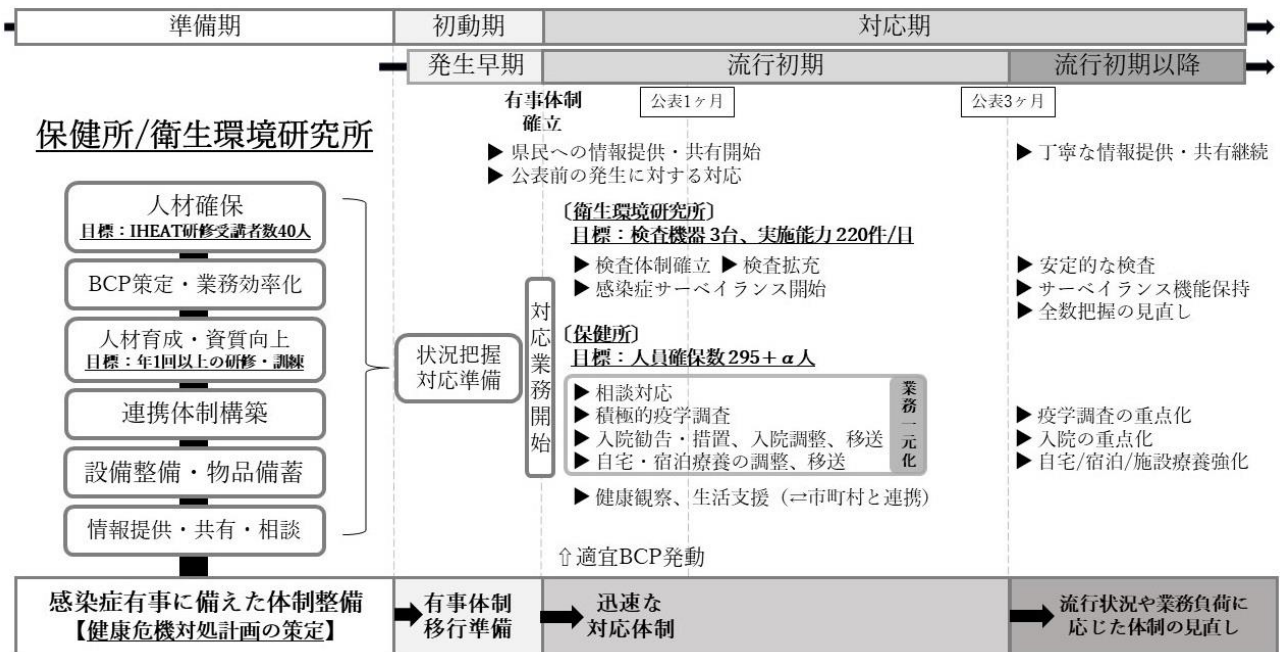 準備期
初動期
対応期
発生早期
流行初期
流行初期以降
有事体制
確立
公表1ヶ月
公表3ヶ月
保健所/衛生環境研究所
▶ 県民への情報提供・共有開始
▶ 公表前の発生に対する対応
▶ 丁寧な情報提供・共有継続
人材確保
目標：IHEAT研修受講者数40人
BCP策定・業務効率化
人材育成・資質向上
目標：年1回以上の研修・訓練
連携体制構築
設備整備・物品備蓄
情報提供・共有・相談
状況把握
対応準備
対応業務開始
〔衛生環境研究所〕
目標：検査機器 3台、実施能力 220件/日
▶ 検査体制確立 ▶ 検査拡充
▶ 感染症サーベイランス開始
▶ 安定的な検査
▶ サーベイランス機能保持
▶ 全数把握の見直し
〔保健所〕
目標：人員確保数 295＋α人
▶ 相談対応
▶ 積極的疫学調査
▶ 入院勧告・措置、入院調整、移送
▶ 自宅・宿泊療養の調整、移送
業務一元化
▶ 健康観察、生活支援（⇌市町村と連携）
▶ 疫学調査の重点化
▶ 入院の重点化
▶ 自宅/宿泊/施設療養強化
⇧適宜BCP発動
感染症有事に備えた体制整備
【健康危機対処計画の策定】
有事体制
移行準備
迅速な
対応体制
流行状況や業務負荷に
応じた体制の見直し